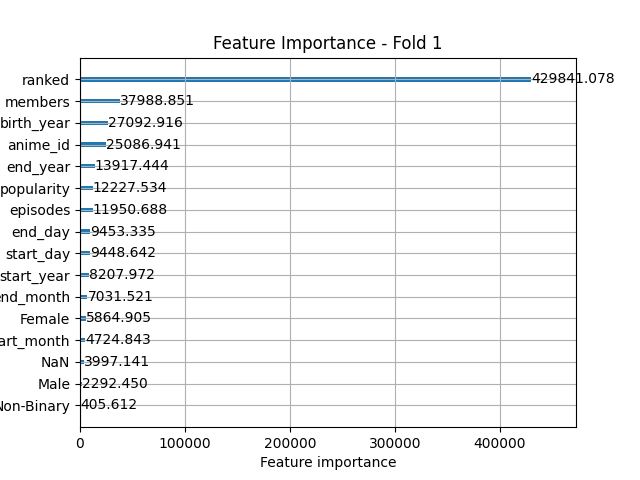 Feature Importance - Fold 1
ranked 429841.078
members 37988.851
birth_year 27092.916
anime_id 25086.941
end_year 13917.444
popularity 12227.534
episodes 11950.688
end_day 9453.335
start_day 9448.642
start_year 8207.972
end_month 7031.521
Female 5864.905
art_month 4724.843
NaN 3997.141
Male 2292.450
Non-Binary 405.612
0 100000 200000 300000 400000
Feature importance